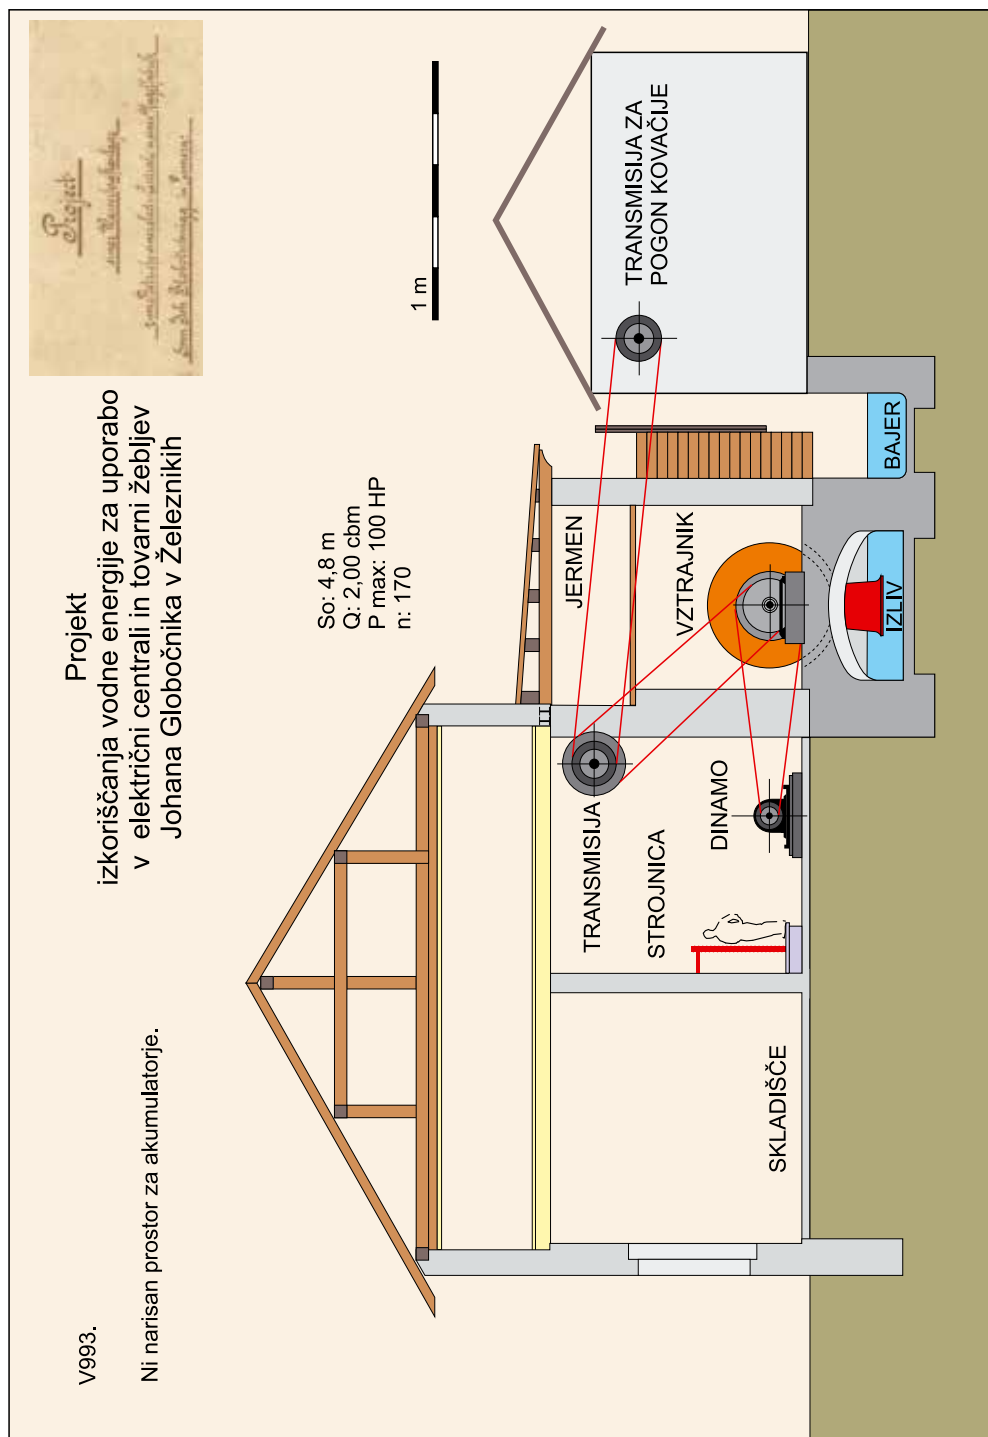 V993.
Ni narisan prostor za akumulatorje.
Projekt
izkoriščanja vodne energije za uporabo
v električni centrali in tovarni žebljev
Johana Globočnika v Železnikih
Project
So: 4,8 m
Q: 2,00 cbm
P max: 100 HP
n: 170
1 m
SKLADIŠČE
STROJNICA
TRANSMISIJA
DINAMO
JERMEN
VZTRAJNIK
IZLIV
BAJER
TRANSMISIJA ZA
POGON KOVAČIJE